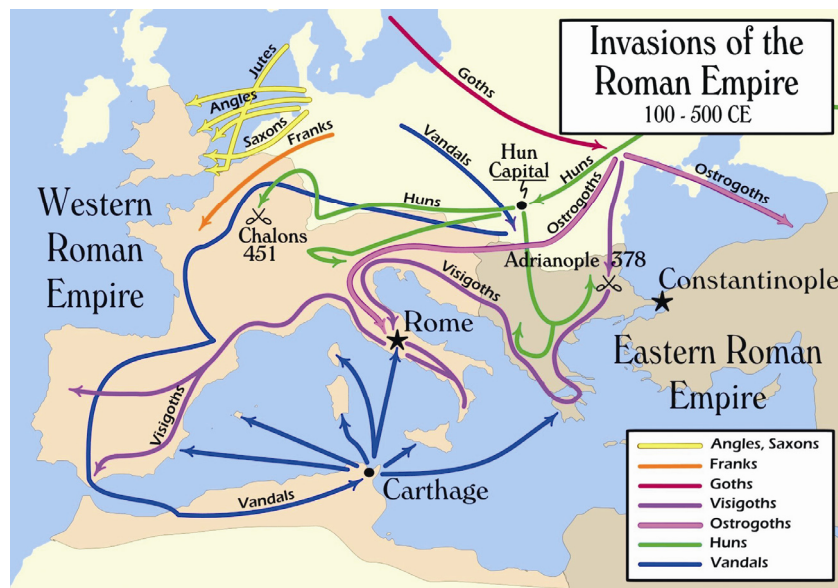 Invasions of the
Roman Empire
100 - 500 CE
Jutes
Angles
Saxons
Franks
Goths
Vandals
Hun
Capital
Huns
Ostrogoths
Huns
Ostrogoths
Western
Roman
Empire
Chalons
451
Adrianople 378
Visigoths
Constantinople
Rome
Eastern Roman
Empire
Visigoths
Vandals
Carthage
Angles, Saxons
Franks
Goths
Visigoths
Ostrogoths
Huns
Vandals